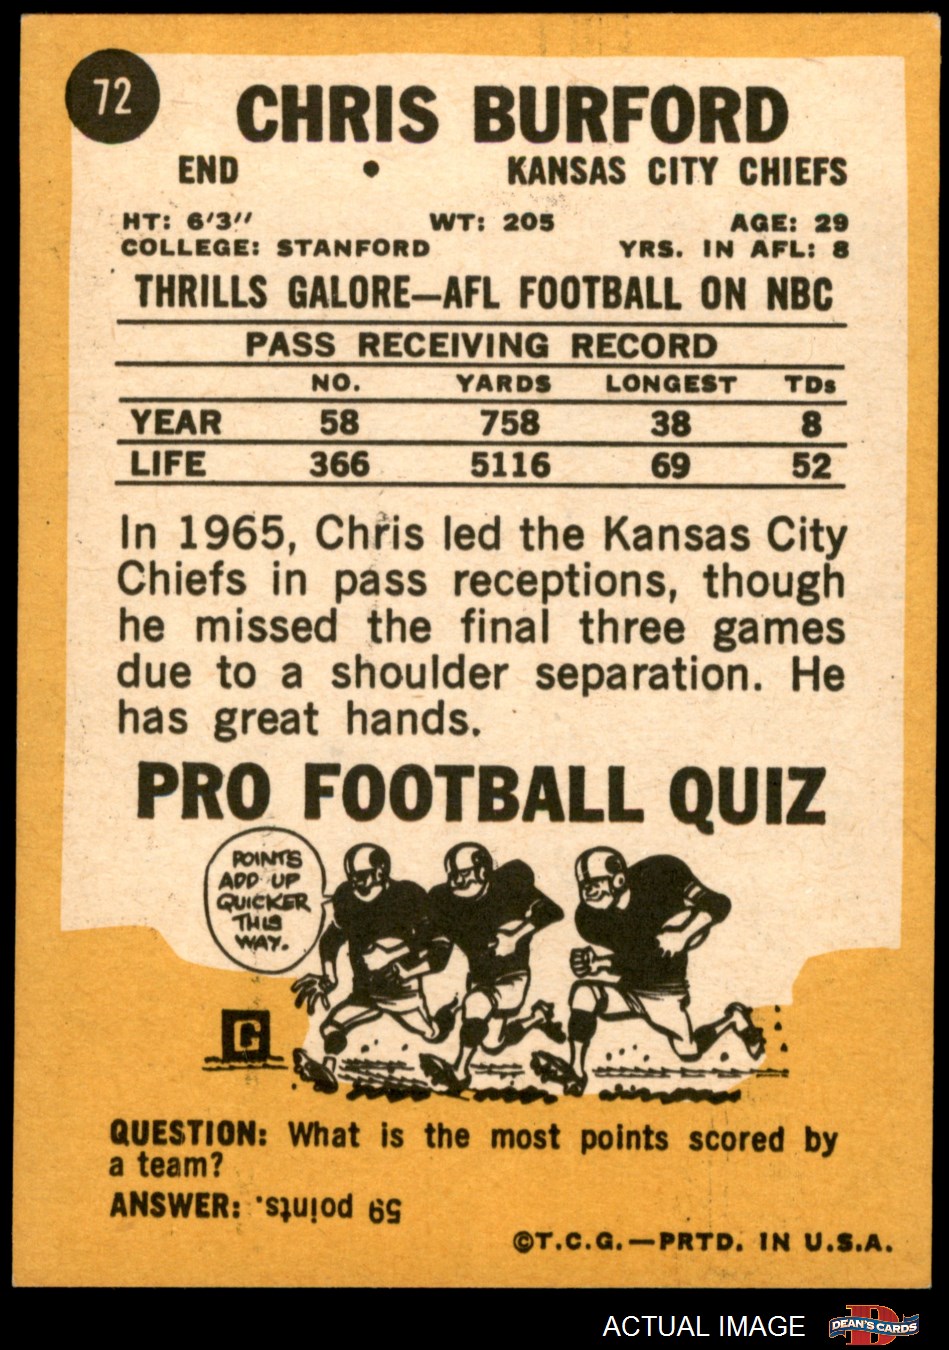 72
CHRIS BURFORD
END • KANSAS CITY CHIEFS
HT: 6'3" WT: 205 AGE: 29
COLLEGE: STANFORD YRS. IN AFL: 8
THRILLS GALORE—AFL FOOTBALL ON NBC
PASS RECEIVING RECORD
NO. YARDS LONGEST TDs
YEAR 58 758 38 8
LIFE 366 5116 69 52
In 1965, Chris led the Kansas City
Chiefs in pass receptions, though
he missed the final three games
due to a shoulder separation. He
has great hands.
PRO FOOTBALL QUIZ
POINTS
ADD UP
QUICKER
THIS
WAY.
G
QUESTION: What is the most points scored by
a team?
ANSWER: 59 points.
©T.C.G.—PRTD. IN U.S.A.
ACTUAL IMAGE
D
DEAN'S CARDS